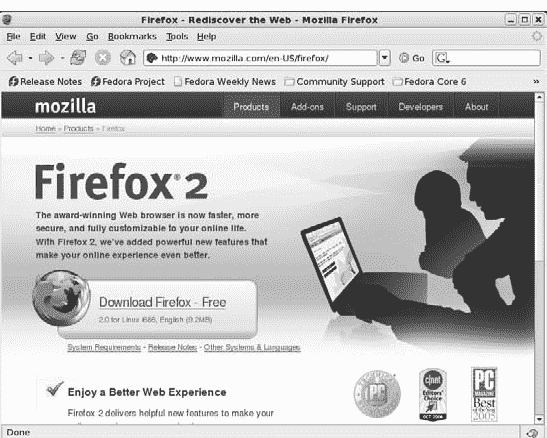 Firefox - Rediscover the Web - Mozilla Firefox
File Edit View Go Bookmarks Tools Help
http://www.mozilla.com/en-US/firefox/ Go G
Release Notes Fedora Project Fedora Weekly News Community Support Fedora Core 6 »
mozilla Products Add-ons Support Developers About
Home » Products » Firefox
Firefox® 2
The award-winning Web browser is now faster, more
secure, and fully customizable to your online life.
With Firefox 2, we've added powerful new features that
make your online experience even better.
Download Firefox - Free
2.0 for Linux i686, English (9.2MB)
System Requirements - Release Notes - Other Systems & Languages
Enjoy a Better Web Experience
Firefox 2 delivers helpful new features to make your
PC
cnet
Editors'
Choice
OCT 2006
PC
MAGAZINE
Best
of the Year
2005
Done